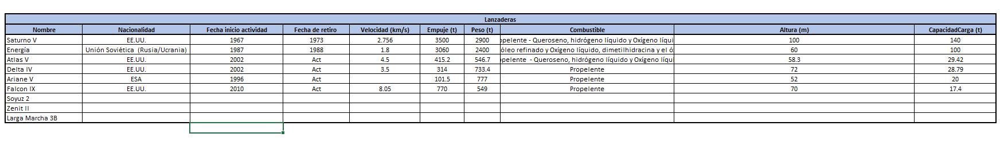 Lanzaderas
Nombre Nacionalidad Fecha inicio actividad Fecha de retiro Velocidad (km/s) Empuje (t) Peso (t) Combustible Altura (m) CapacidadCarga (t)
Saturno V EE.UU. 1967 1973 2.756 3500 2900 opelente - Queroseno, hidrógeno líquido y Oxígeno líqui 100 140
Energía Unión Soviética (Rusia/Ucrania) 1987 1988 1.8 3060 2400 óleo refinado y Oxígeno líquido, dimetilhidracina y el ó 60 100
Atlas V EE.UU. 2002 Act 4.5 415.2 546.7 opelente - Queroseno, hidrógeno líquido y Oxígeno líqui 58.3 29.42
Delta IV EE.UU. 2002 Act 3.5 314 733.4 Propelente 72 28.79
Ariane V ESA 1996 Act 101.5 777 Propelente 52 20
Falcon IX EE.UU. 2010 Act 8.05 770 549 Propelente 70 17.4
Soyuz 2
Zenit II
Larga Marcha 3B